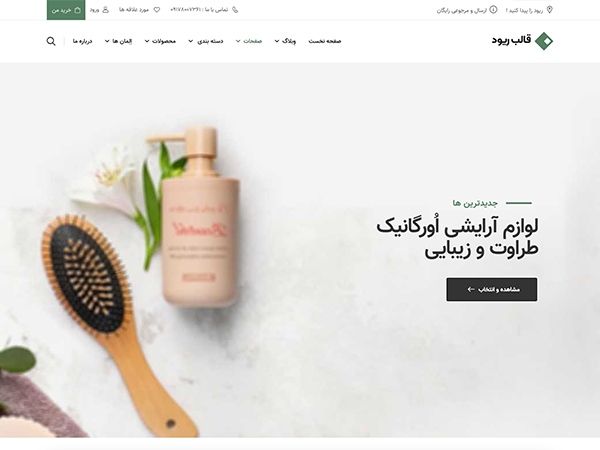 ریود را پیدا کنید !
ارسال و مرجوعی رایگان
تماس با ما : ۰۹۱۷۸۰۰۷۳۶۱
مورد علاقه ها
ورود
خرید من
قالب ریود
صفحه نخست
وبلاگ
صفحات
دسته بندی
محصولات
اِلمان ها
درباره ما
جدیدترین ها
لوازم آرایشی اُورگانیک
طراوت و زیبایی
مشاهده و انتخاب
Beautiful